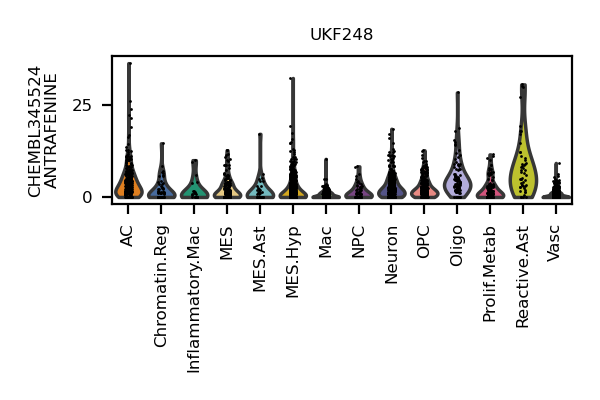 UKF248
CHEMBL345524
ANTRAFENINE
25
0
AC
Chromatin.Reg
Inflammatory.Mac
MES
MES.Ast
MES.Hyp
Mac
NPC
Neuron
OPC
Oligo
Prolif.Metab
Reactive.Ast
Vasc